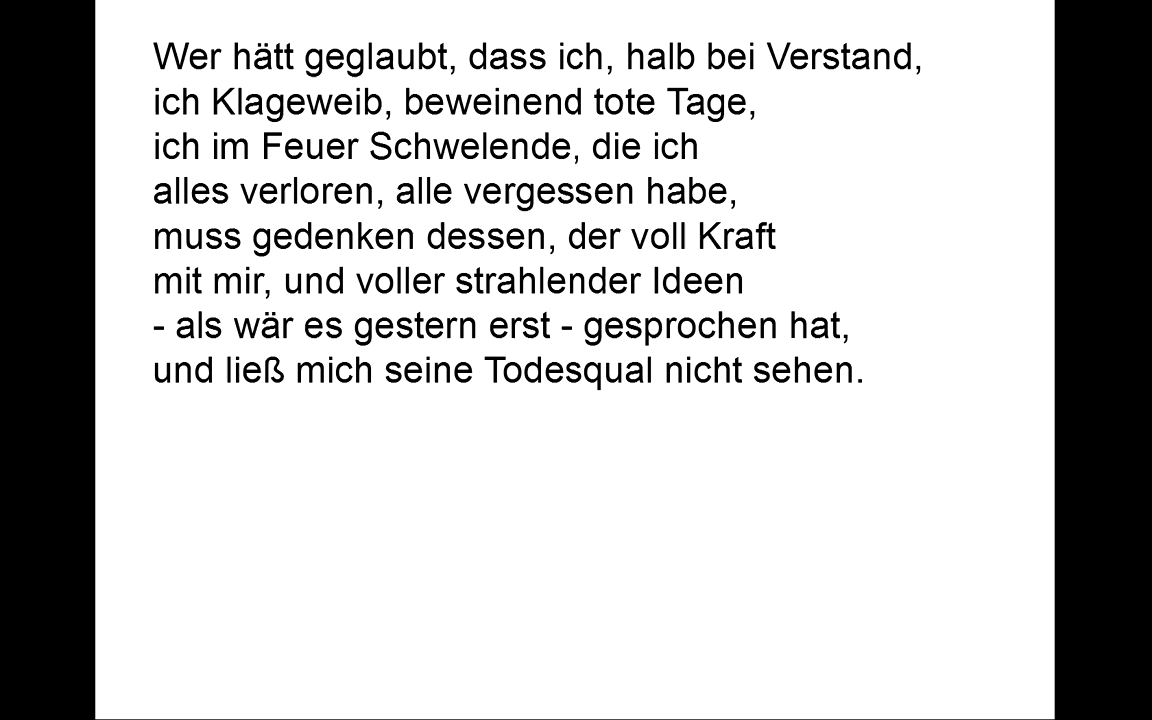 Wer hätt geglaubt, dass ich, halb bei Verstand,
ich Klageweib, beweinend tote Tage,
ich im Feuer Schwelende, die ich
alles verloren, alle vergessen habe,
muss gedenken dessen, der voll Kraft
mit mir, und voller strahlender Ideen
- als wär es gestern erst - gesprochen hat,
und ließ mich seine Todesqual nicht sehen.